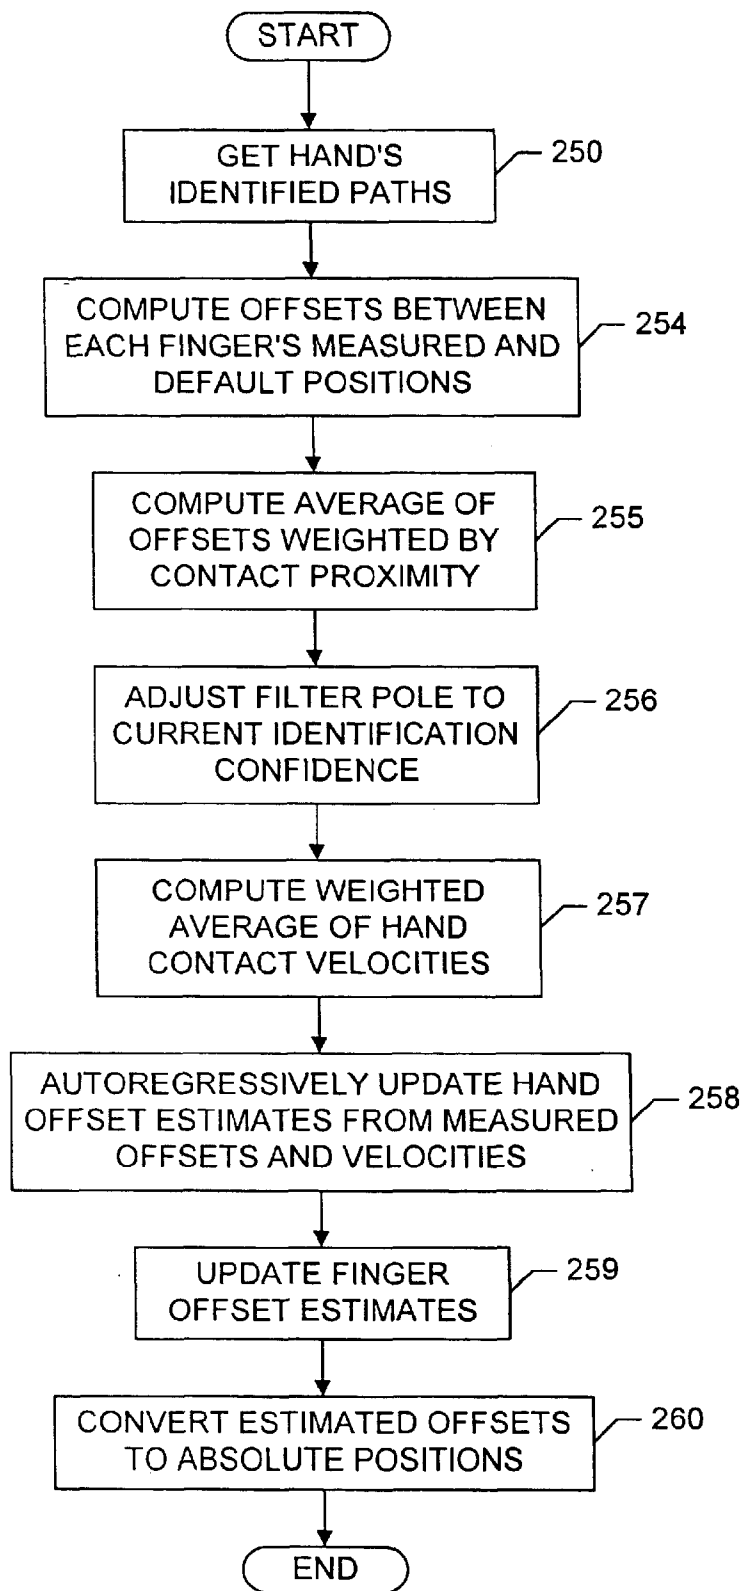 START
GET HAND'S
IDENTIFIED PATHS
250
COMPUTE OFFSETS BETWEEN
EACH FINGER'S MEASURED AND
DEFAULT POSITIONS
254
COMPUTE AVERAGE OF
OFFSETS WEIGHTED BY
CONTACT PROXIMITY
255
ADJUST FILTER POLE TO
CURRENT IDENTIFICATION
CONFIDENCE
256
COMPUTE WEIGHTED
AVERAGE OF HAND
CONTACT VELOCITIES
257
AUTOREGRESSIVELY UPDATE HAND
OFFSET ESTIMATES FROM MEASURED
OFFSETS AND VELOCITIES
258
UPDATE FINGER
OFFSET ESTIMATES
259
CONVERT ESTIMATED OFFSETS
TO ABSOLUTE POSITIONS
260
END